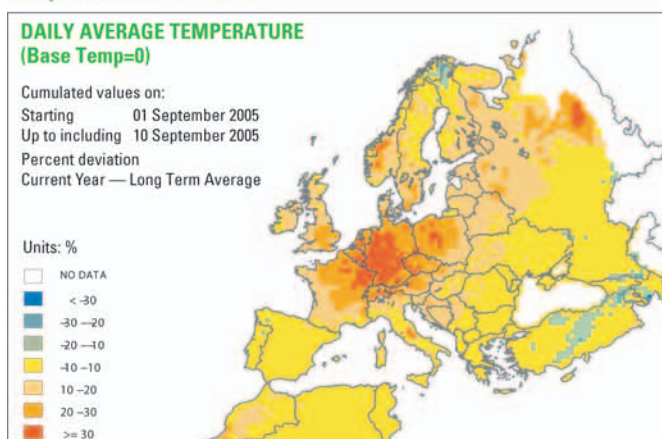 DAILY AVERAGE TEMPERATURE
(Base Temp=0)
Cumulated values on:
Starting 01 September 2005
Up to including 10 September 2005
Percent deviation
Current Year — Long Term Average
Units: %
NO DATA
< -30
-30 —20
-20 —10
-10 –10
10 –20
20 –30
>= 30